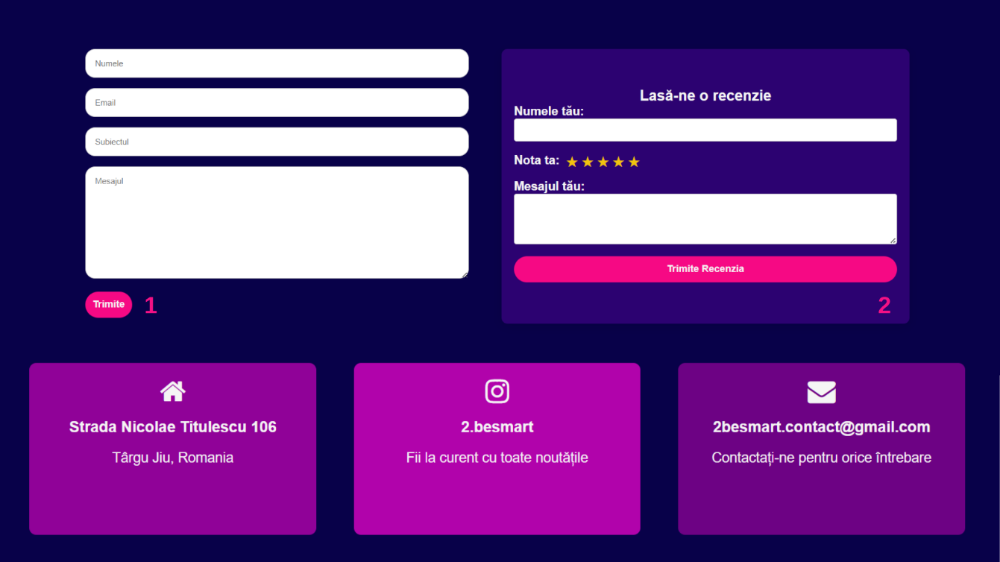 Numele
Email
Subiectul
Mesajul
Trimite
1
Lasă-ne o recenzie
Numele tău:
Nota ta: ★★★★★
Mesajul tău:
Trimite Recenzia
2
Strada Nicolae Titulescu 106
Târgu Jiu, Romania
2.besmart
Fii la curent cu toate noutățile
2besmart.contact@gmail.com
Contactați-ne pentru orice întrebare